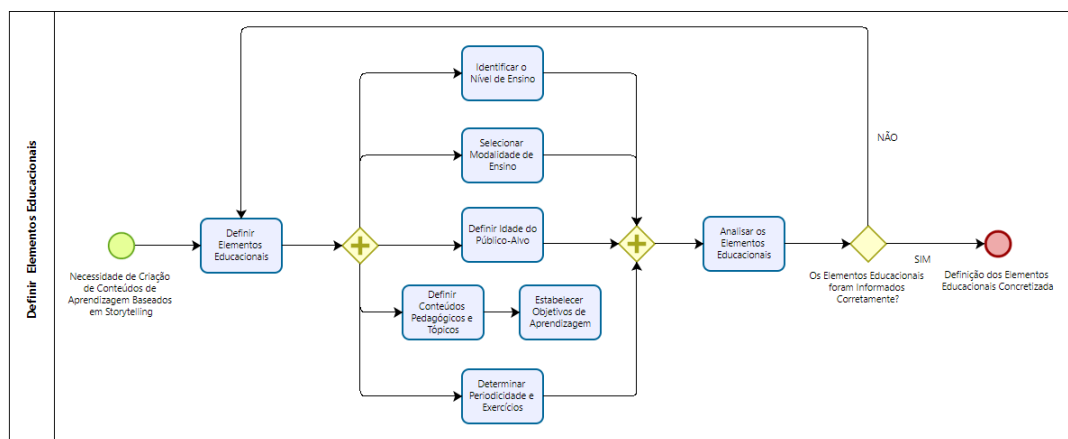 Definir Elementos Educacionais
Necessidade de Criação
de Conteúdos de
Aprendizagem Baseados
em Storytelling
Definir
Elementos
Educacionais
Identificar o
Nível de Ensino
Selecionar
Modalidade de
Ensino
Definir Idade do
Público-Alvo
Definir
Conteúdos
Pedagógicos e
Tópicos
Estabelecer
Objetivos de
Aprendizagem
Determinar
Periodicidade e
Exercícios
Analisar os
Elementos
Educacionais
Os Elementos Educacionais
foram Informados
Corretamente?
NÃO
SIM
Definição dos Elementos
Educacionais Concretizada